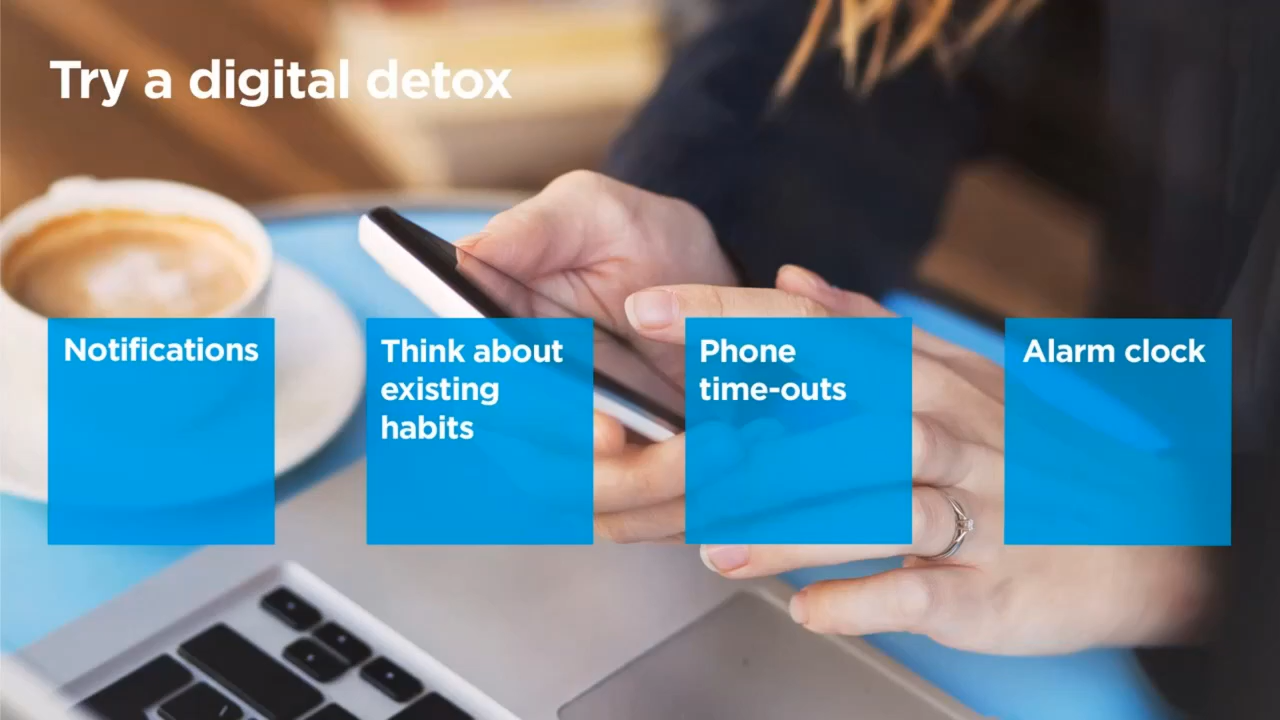 Try a digital detox
Notifications
Think about
existing
habits
Phone
time-outs
Alarm clock